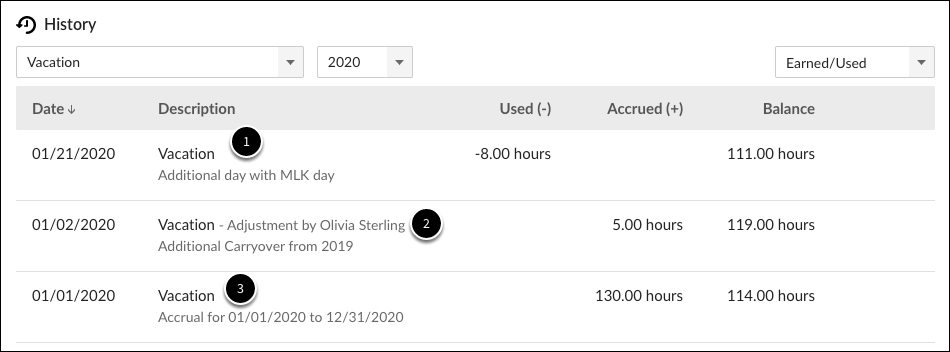 History
Vacation 2020 Earned/Used
Date ↓ Description Used (-) Accrued (+) Balance
01/21/2020 Vacation 1 -8.00 hours 111.00 hours
Additional day with MLK day
01/02/2020 Vacation - Adjustment by Olivia Sterling 2 5.00 hours 119.00 hours
Additional Carryover from 2019
01/01/2020 Vacation 3 130.00 hours 114.00 hours
Accrual for 01/01/2020 to 12/31/2020